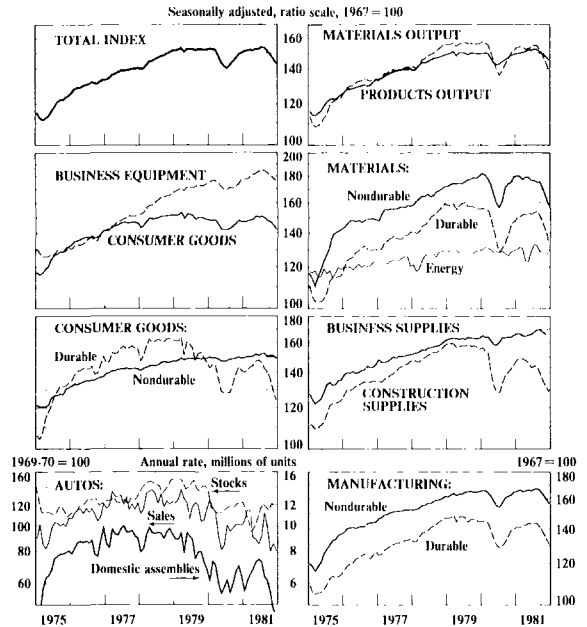 Seasonally adjusted, ratio scale, 1967 = 100
TOTAL INDEX
160
140
120
100
MATERIALS OUTPUT
PRODUCTS OUTPUT
BUSINESS EQUIPMENT
CONSUMER GOODS
200
180
160
140
120
100
MATERIALS:
Nondurable
Durable
Energy
CONSUMER GOODS:
Durable
Nondurable
180
160
140
120
100
BUSINESS SUPPLIES
CONSTRUCTION
SUPPLIES
1969-70 = 100
Annual rate, millions of units
1967 = 100
160
120
100
80
60
AUTOS:
Stocks
Sales
Domestic assemblies
16
12
10
8
6
MANUFACTURING:
Nondurable
Durable
180
160
140
120
100
1975
1977
1979
1981
1975
1977
1979
1981